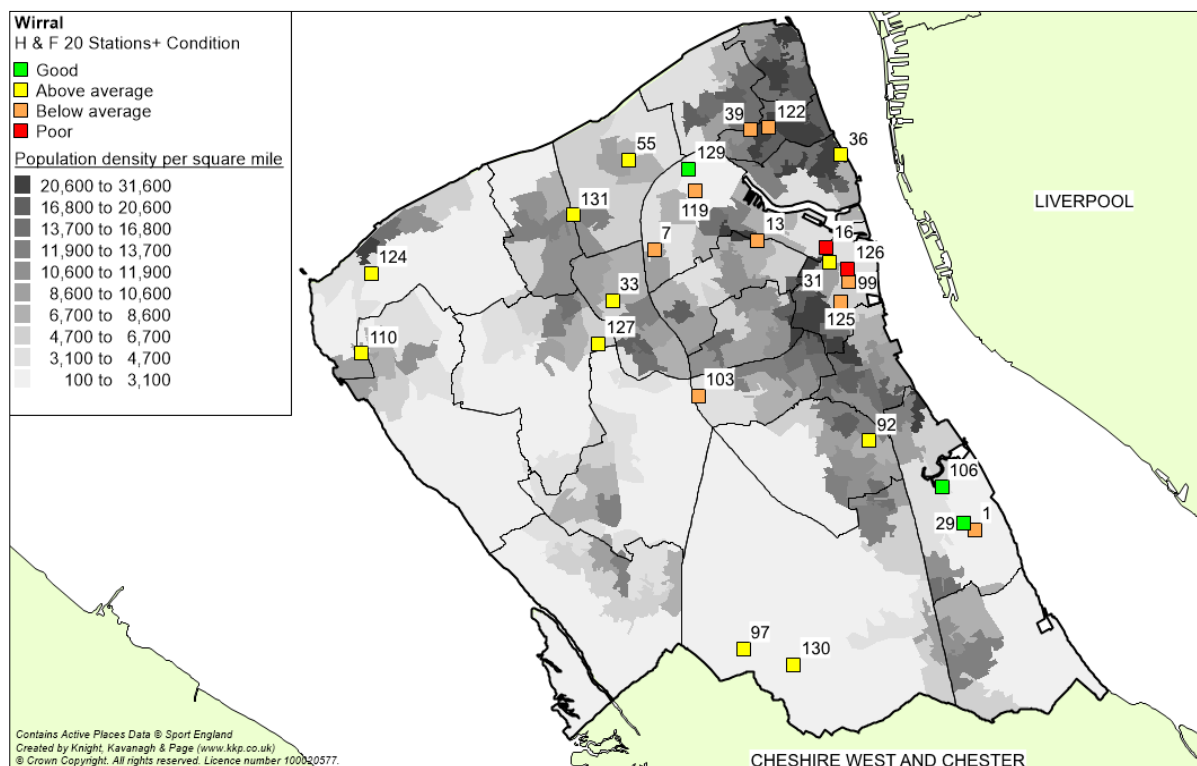 Wirral
H & F 20 Stations+ Condition
Good
Above average
Below average
Poor
Population density per square mile
20,600 to 31,600
16,800 to 20,600
13,700 to 16,800
11,900 to 13,700
10,600 to 11,900
8,600 to 10,600
6,700 to 8,600
4,700 to 6,700
3,100 to 4,700
100 to 3,100
39
122
55
129
36
LIVERPOOL
131
119
7
13
16
126
124
31
99
33
125
127
110
103
92
106
29
1
97
130
Contains Active Places Data © Sport England
Created by Knight, Kavanagh & Page (www.kkp.co.uk)
© Crown Copyright. All rights reserved. Licence number 100020577.
CHESHIRE WEST AND CHESTER